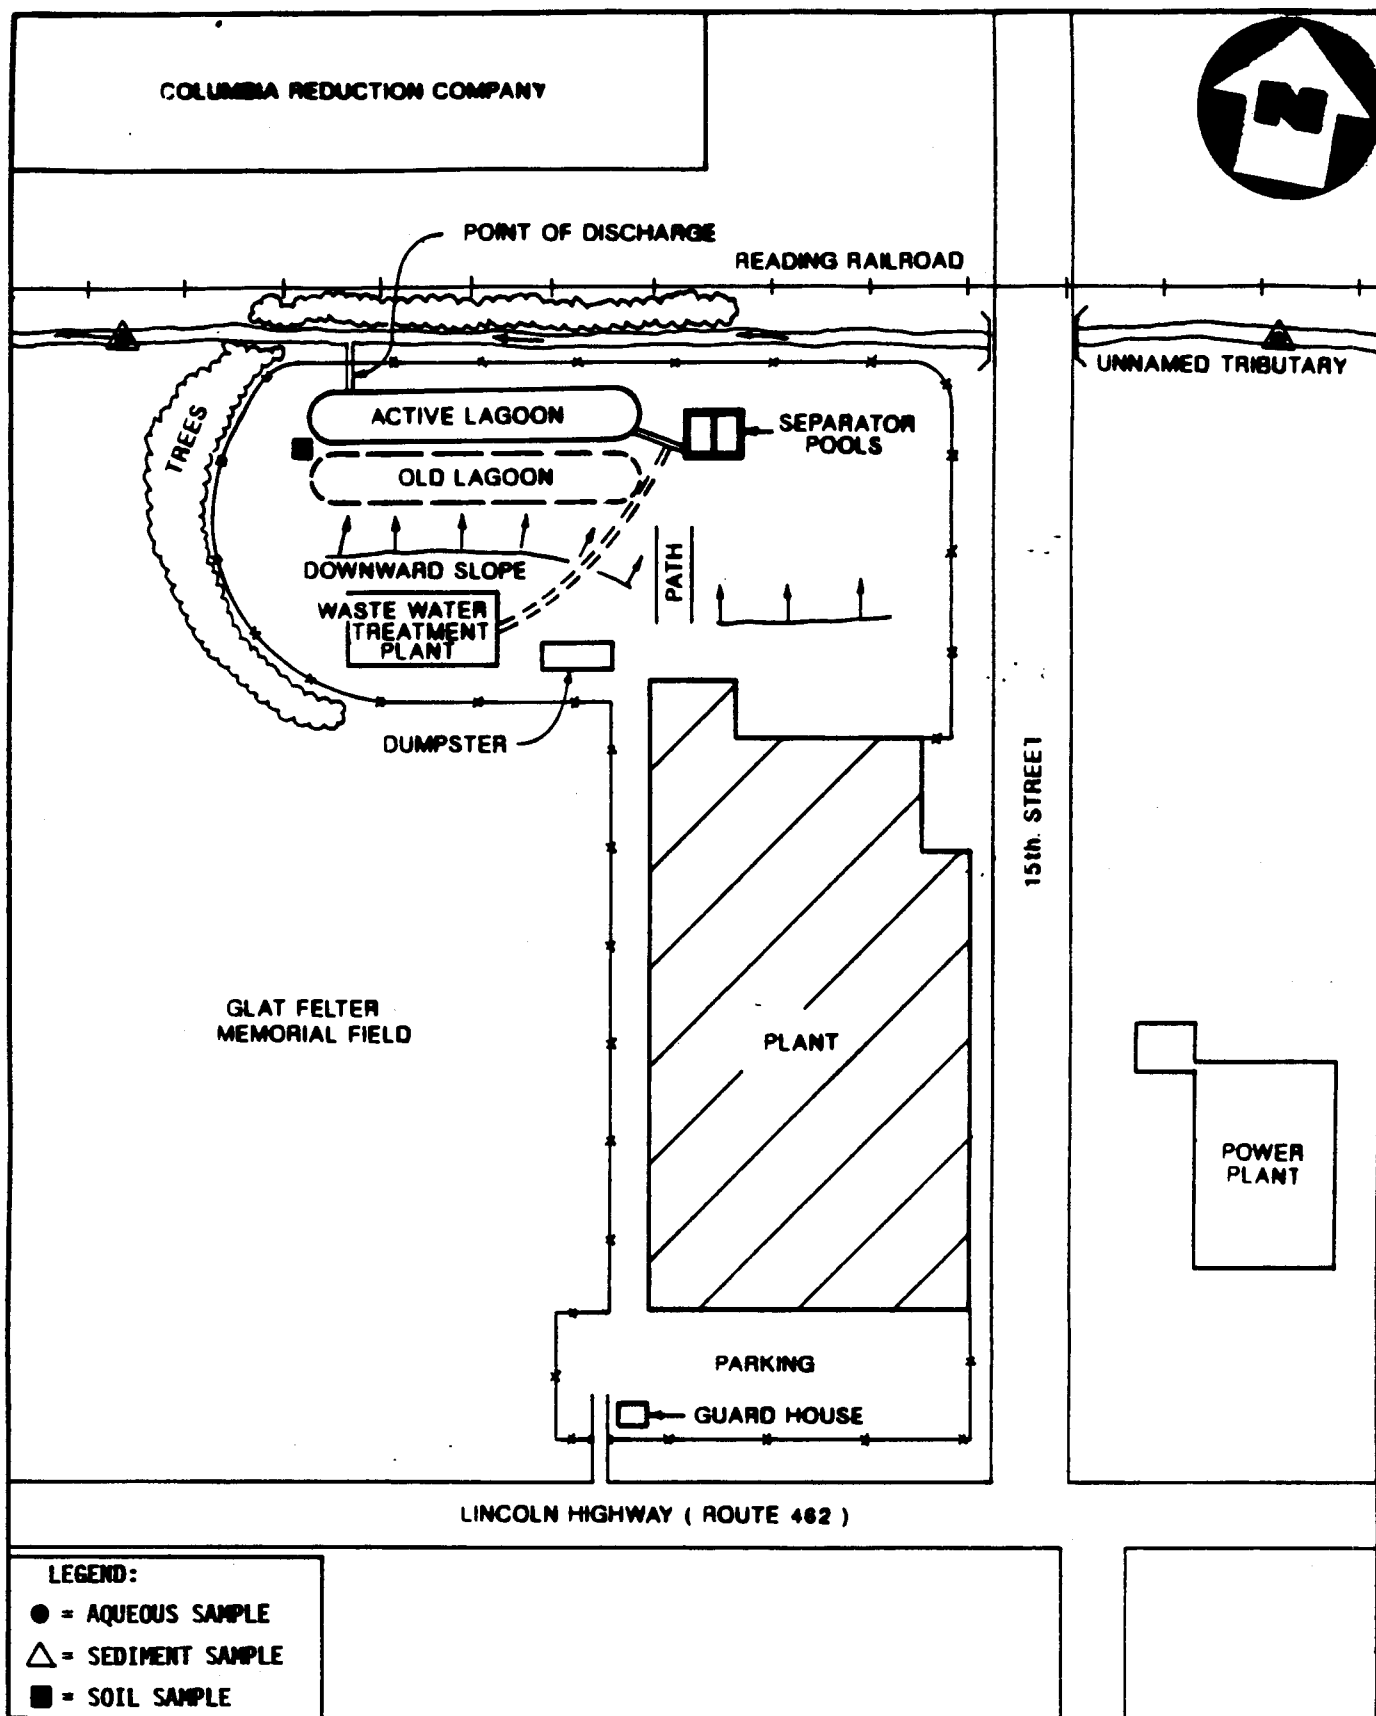 COLUMBIA REDUCTION COMPANY
N
POINT OF DISCHARGE
READING RAILROAD
UNNAMED TRIBUTARY
TREES
ACTIVE LAGOON
SEPARATOR
POOLS
OLD LAGOON
DOWNWARD SLOPE
PATH
WASTE WATER
TREATMENT
PLANT
DUMPSTER
15th. STREET
GLAT FELTER
MEMORIAL FIELD
PLANT
POWER
PLANT
PARKING
GUARD HOUSE
LINCOLN HIGHWAY ( ROUTE 462 )
LEGEND:
● = AQUEOUS SAMPLE
△ = SEDIMENT SAMPLE
■ = SOIL SAMPLE